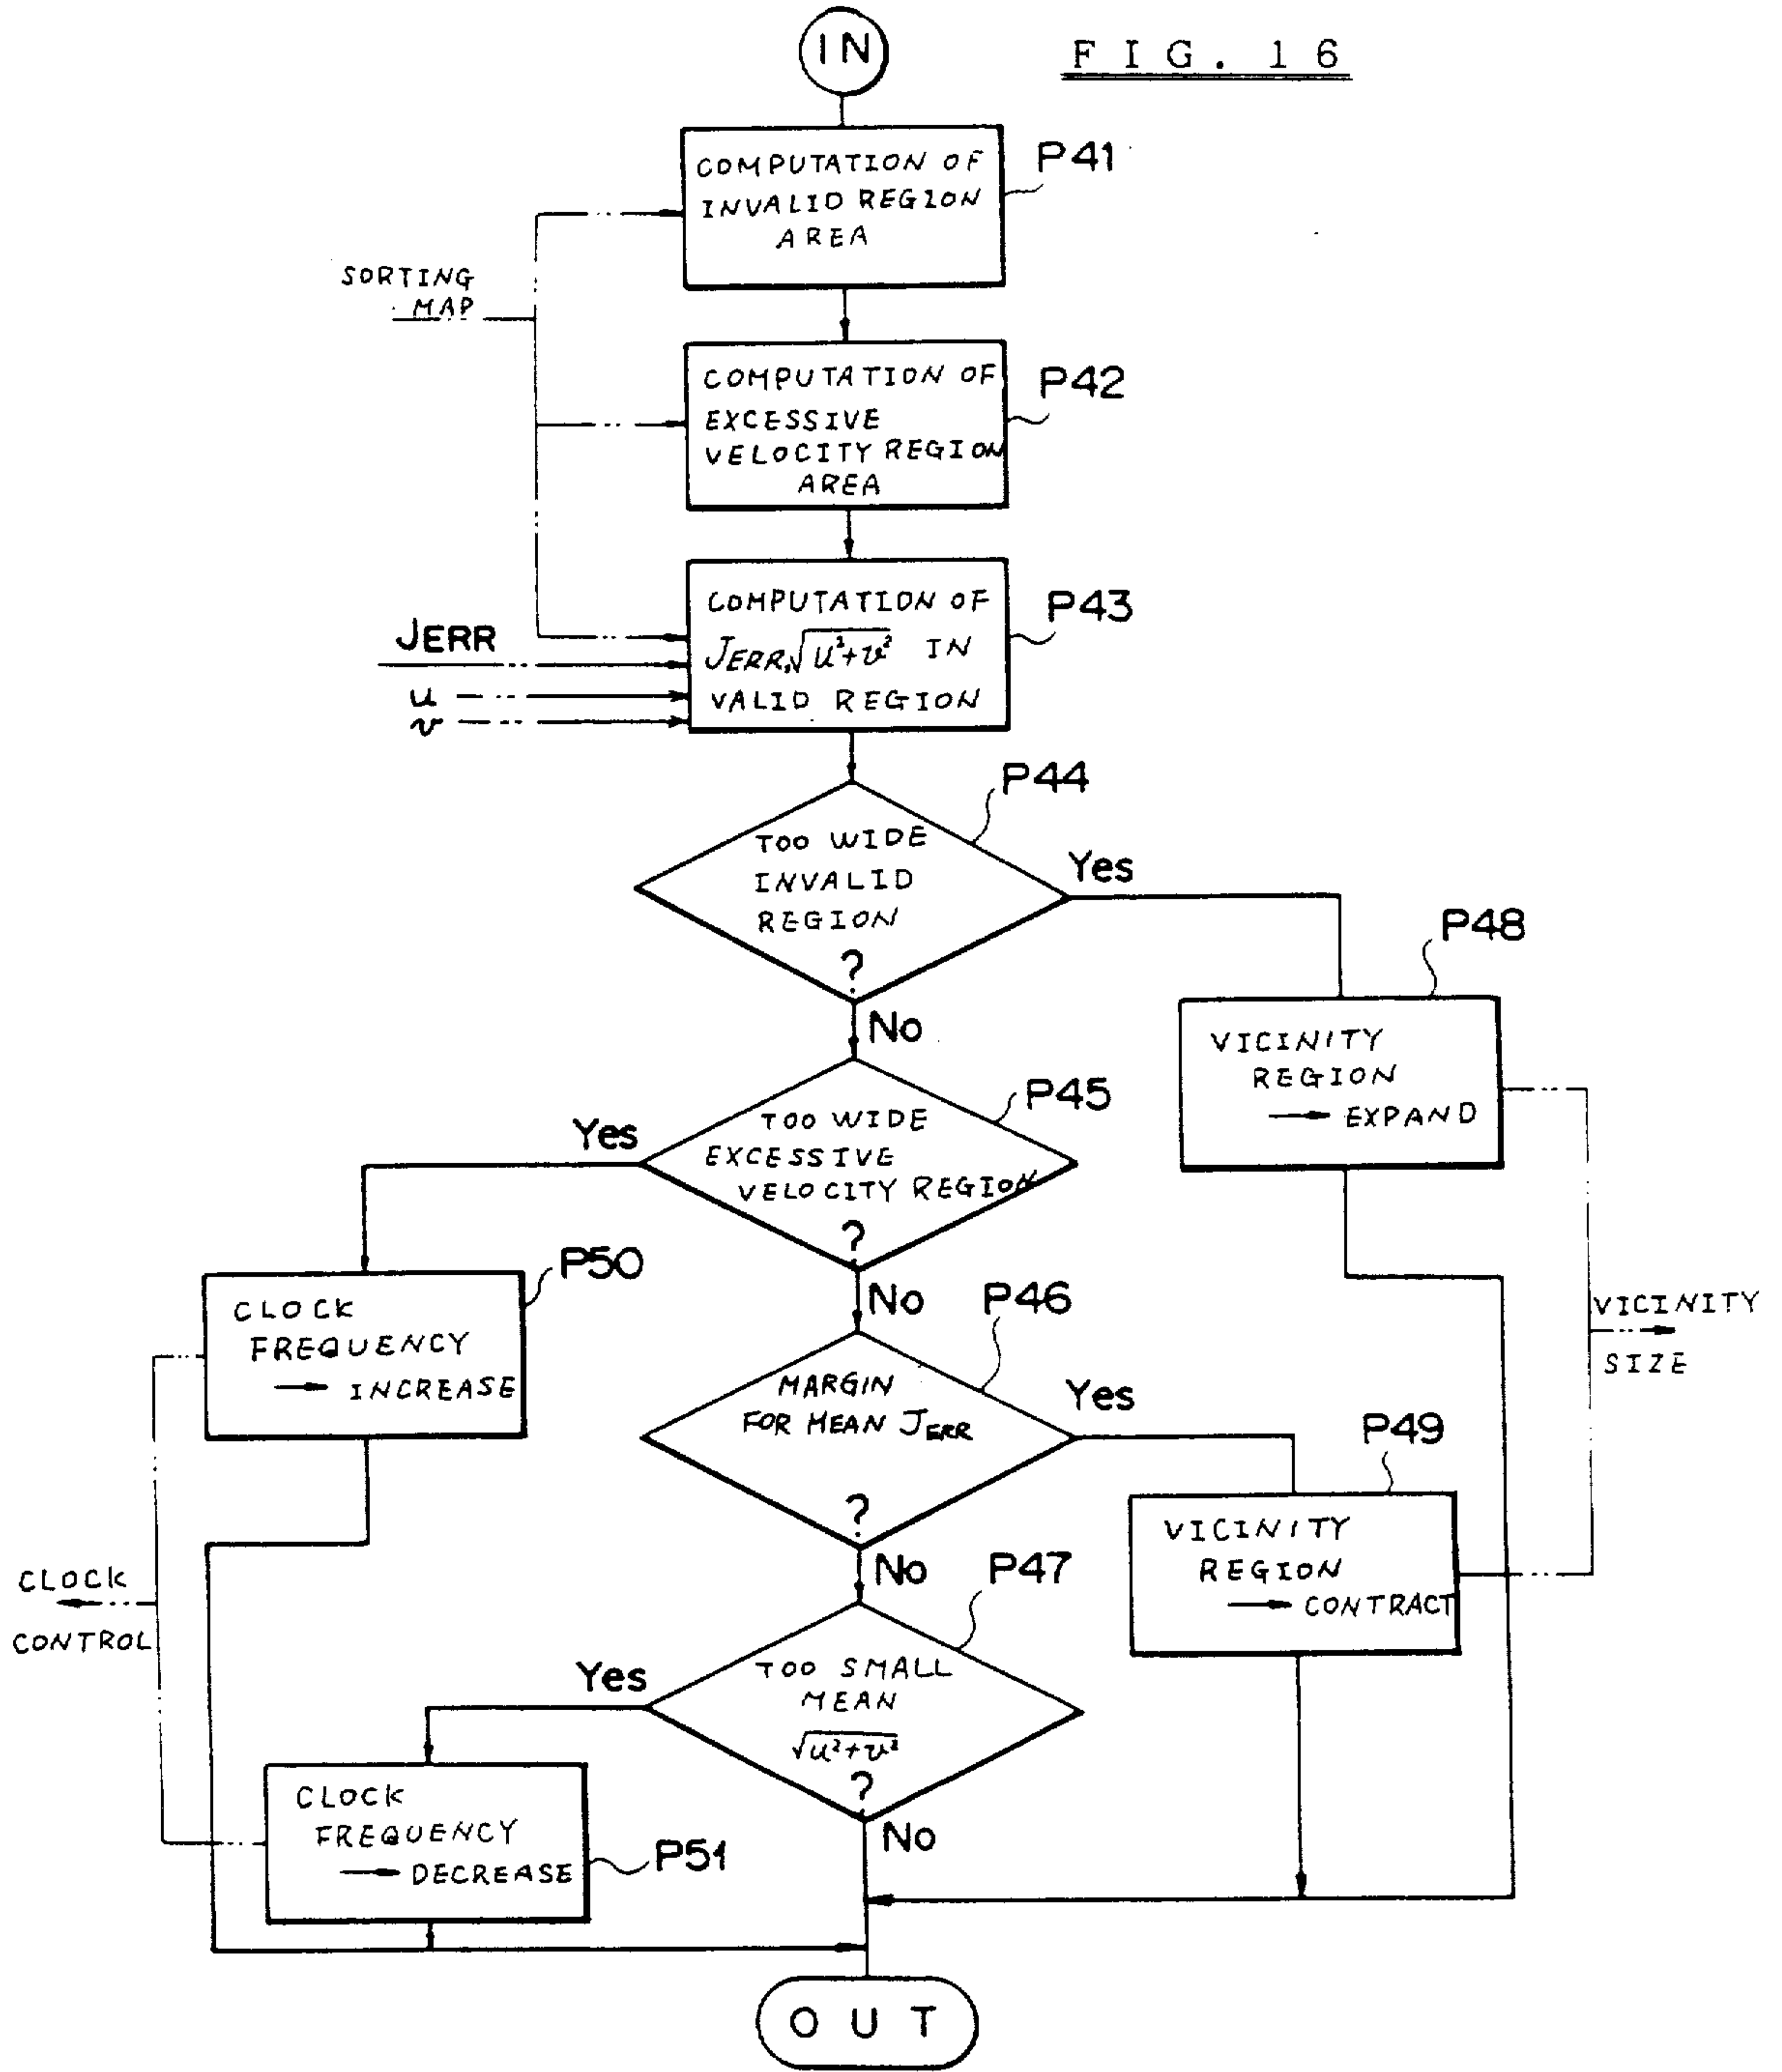 IN
F I G . 1 6
COMPUTATION OF
INVALID REGION
AREA
P41
SORTING
MAP
COMPUTATION OF
EXCESSIVE
VELOCITY REGION
AREA
P42
COMPUTATION OF
JERR, √u²+v² IN
VALID REGION
P43
JERR
u
v
TOO WIDE
INVALID
REGION
?
P44
Yes
No
P48
VICINITY
REGION
→ EXPAND
TOO WIDE
EXCESSIVE
VELOCITY REGION
?
P45
Yes
No
P50
CLOCK
FREQUENCY
→ INCREASE
VICINITY
SIZE
MARGIN
FOR MEAN JERR
?
P46
Yes
No
P49
VICINITY
REGION
→ CONTRACT
CLOCK
CONTROL
TOO SMALL
MEAN
√u²+v²
?
P47
Yes
No
CLOCK
FREQUENCY
→ DECREASE
P51
OUT